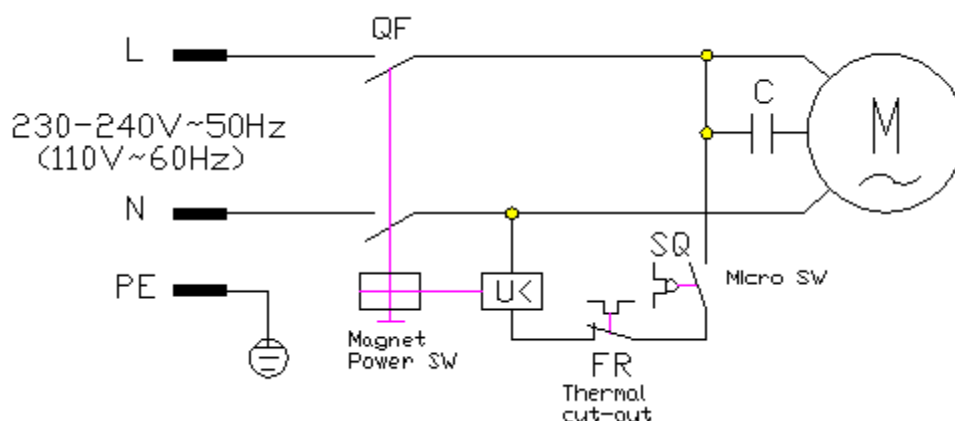 QF
L
C
M
230-240V~50Hz
(110V~60Hz)
N
SQ
Micro SW
PE
U<
Magnet
Power SW
FR
Thermal
cut-out